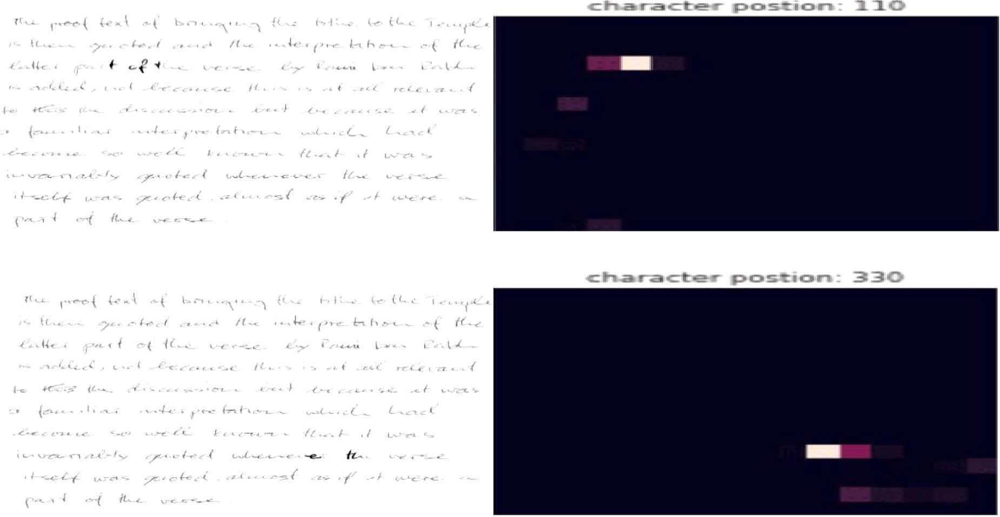 character postion: 110
The proof text of bringing the tithe to the Temple
is then quoted and the interpretation of the
latter part of the verse. by Rami bar
is added, not because this is at all relevant
to this the discussion but because it was
a familiar interpretation which had
become so well known that it was
invariably quoted whenever the verse
itself was quoted. almost as if it were
part of the verse.
character postion: 330
The proof text of bringing the tithe to the Temple
is then quoted and the interpretation of the
latter part of the verse. by Rami bar
is added, not because this is at all relevant
to this the discussion but because it was
a familiar interpretation which had
become so well known that it was
invariably quoted whenever the verse
itself was quoted. almost as if it were
part of the verse